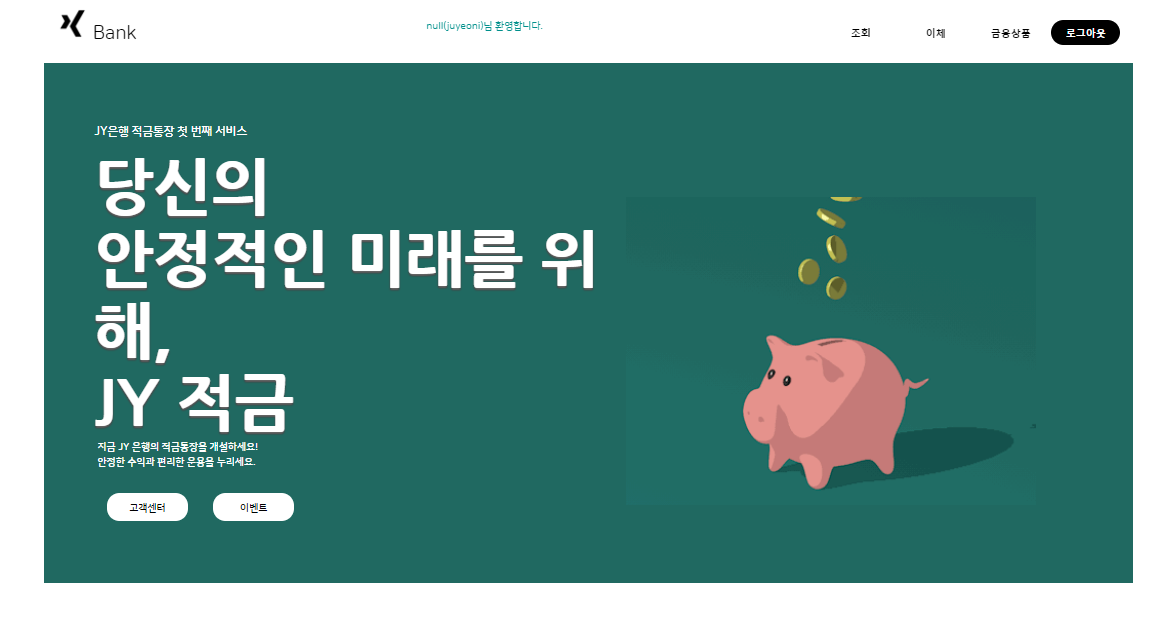 Bank
null(juyeoni)님 환영합니다.
조회
이체
금융상품
로그아웃
JY은행 적금통장 첫 번째 서비스
당신의
안정적인 미래를 위
해,
JY 적금
지금 JY 은행의 적금통장을 개설하세요!
안정한 수익과 편리한 운용을 누리세요.
고객센터
이벤트